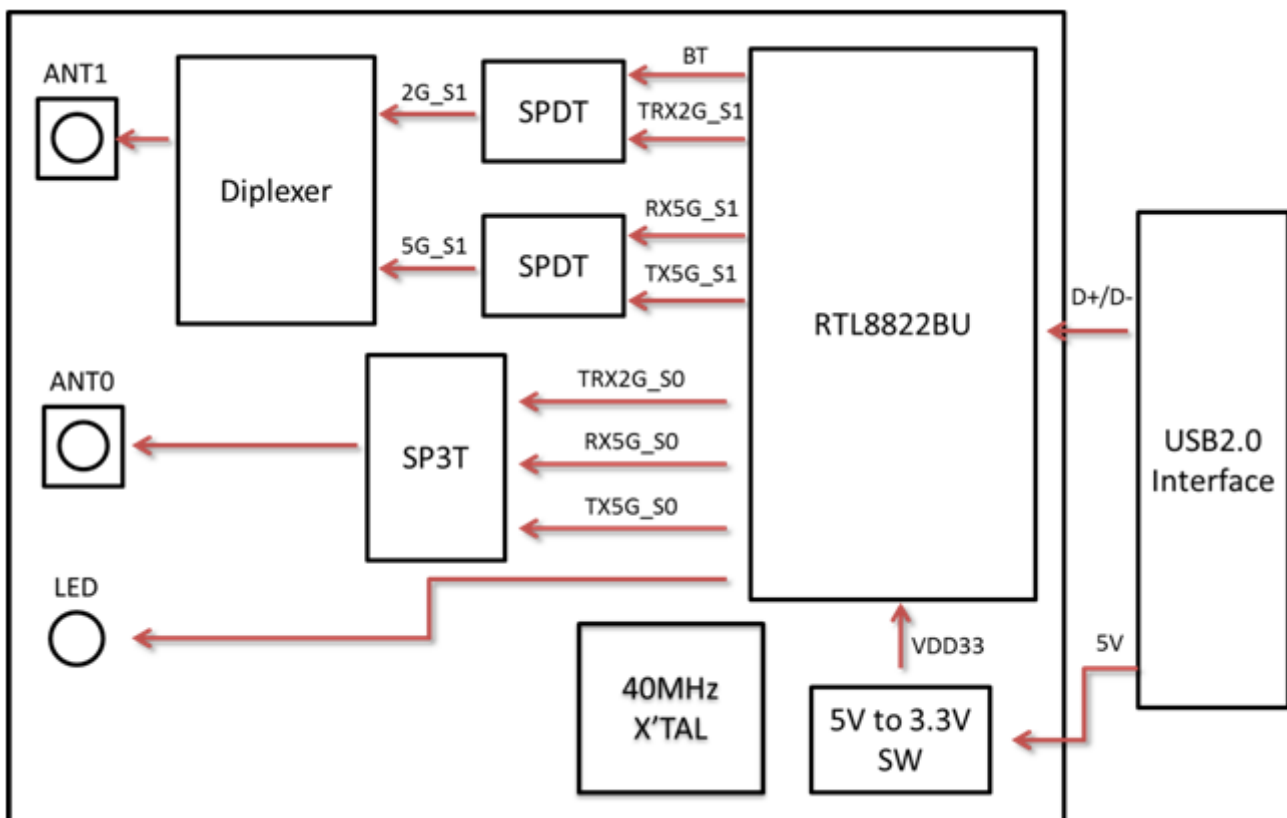 ANT1
Diplexer
2G_S1
5G_S1
SPDT
SPDT
BT
TRX2G_S1
RX5G_S1
TX5G_S1
RTL8822BU
D+/D-
USB2.0
Interface
ANT0
SP3T
TRX2G_S0
RX5G_S0
TX5G_S0
LED
40MHz
X'TAL
VDD33
5V to 3.3V
SW
5V